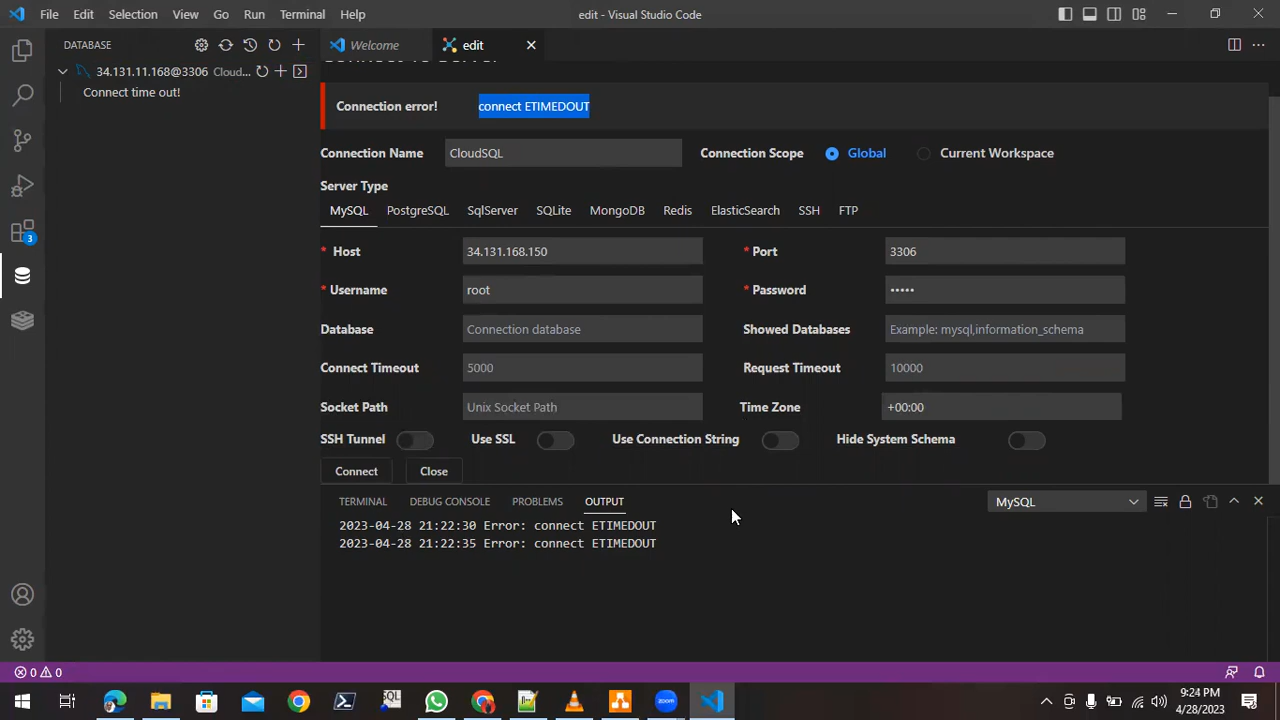 File Edit Selection View Go Run Terminal Help
edit - Visual Studio Code
DATABASE
Welcome
edit
34.131.11.168@3306 Cloud...
Connect time out!
Connection error! connect ETIMEDOUT
Connection Name CloudSQL Connection Scope Global Current Workspace
Server Type
MySQL PostgreSQL SqlServer SQLite MongoDB Redis ElasticSearch SSH FTP
* Host 34.131.168.150 * Port 3306
* Username root * Password •••••
Database Connection database Showed Databases Example: mysql,information_schema
Connect Timeout 5000 Request Timeout 10000
Socket Path Unix Socket Path Time Zone +00:00
SSH Tunnel Use SSL Use Connection String Hide System Schema
Connect Close
TERMINAL DEBUG CONSOLE PROBLEMS OUTPUT MySQL
2023-04-28 21:22:30 Error: connect ETIMEDOUT
2023-04-28 21:22:35 Error: connect ETIMEDOUT
3
0 0
SQL
zoom
9:24 PM
4/28/2023